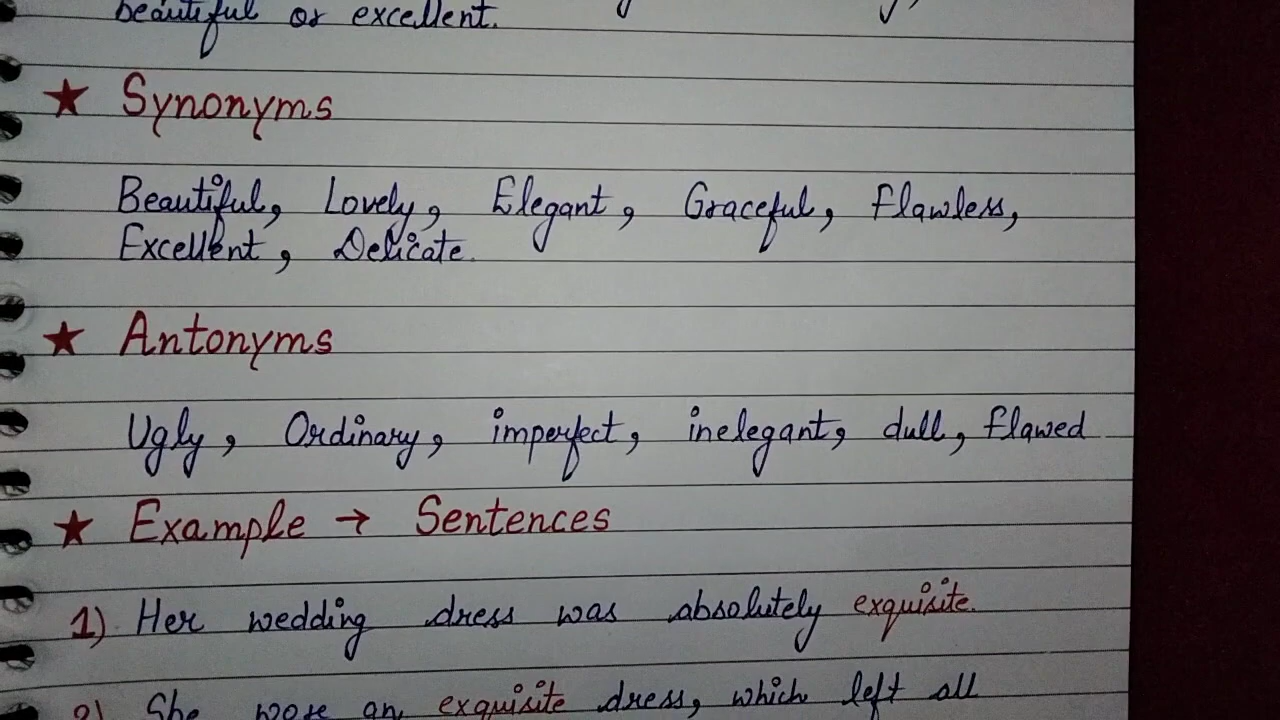 beautiful or excellent.
★ Synonyms
Beautiful, Lovely, Elegant, Graceful, Flawless,
Excellent, Delicate.
★ Antonyms
Ugly, Ordinary, imperfect, inelegant, dull, flawed
★ Example → Sentences
1) Her wedding dress was absolutely exquisite.
2) She wore an exquisite dress, which left all